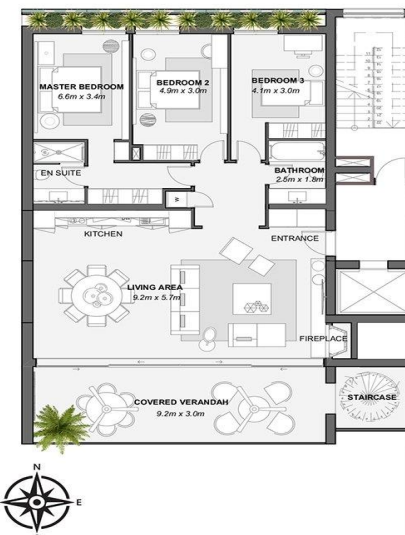 MASTER BEDROOM
6.6m x 3.4m
BEDROOM 2
4.9m x 3.0m
BEDROOM 3
4.1m x 3.0m
EN SUITE
BATHROOM
2.5m x 1.8m
W
KITCHEN
ENTRANCE
LIVING AREA
9.2m x 5.7m
FIREPLACE
COVERED VERANDAH
9.2m x 3.0m
STAIRCASE
N
E